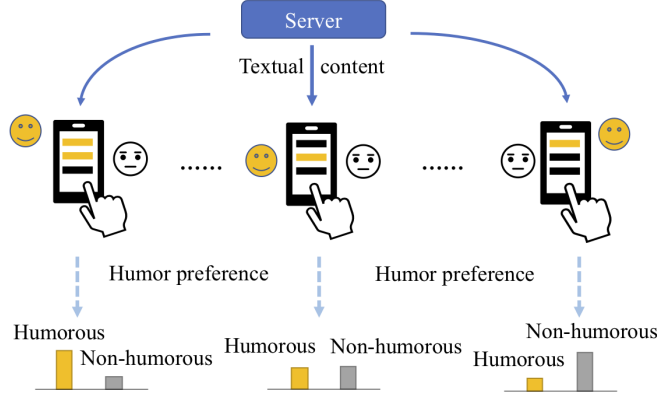 Server
Textual content
......
......
Humor preference
Humor preference
Humorous
Non-humorous
Humorous
Non-humorous
Non-humorous
Humorous